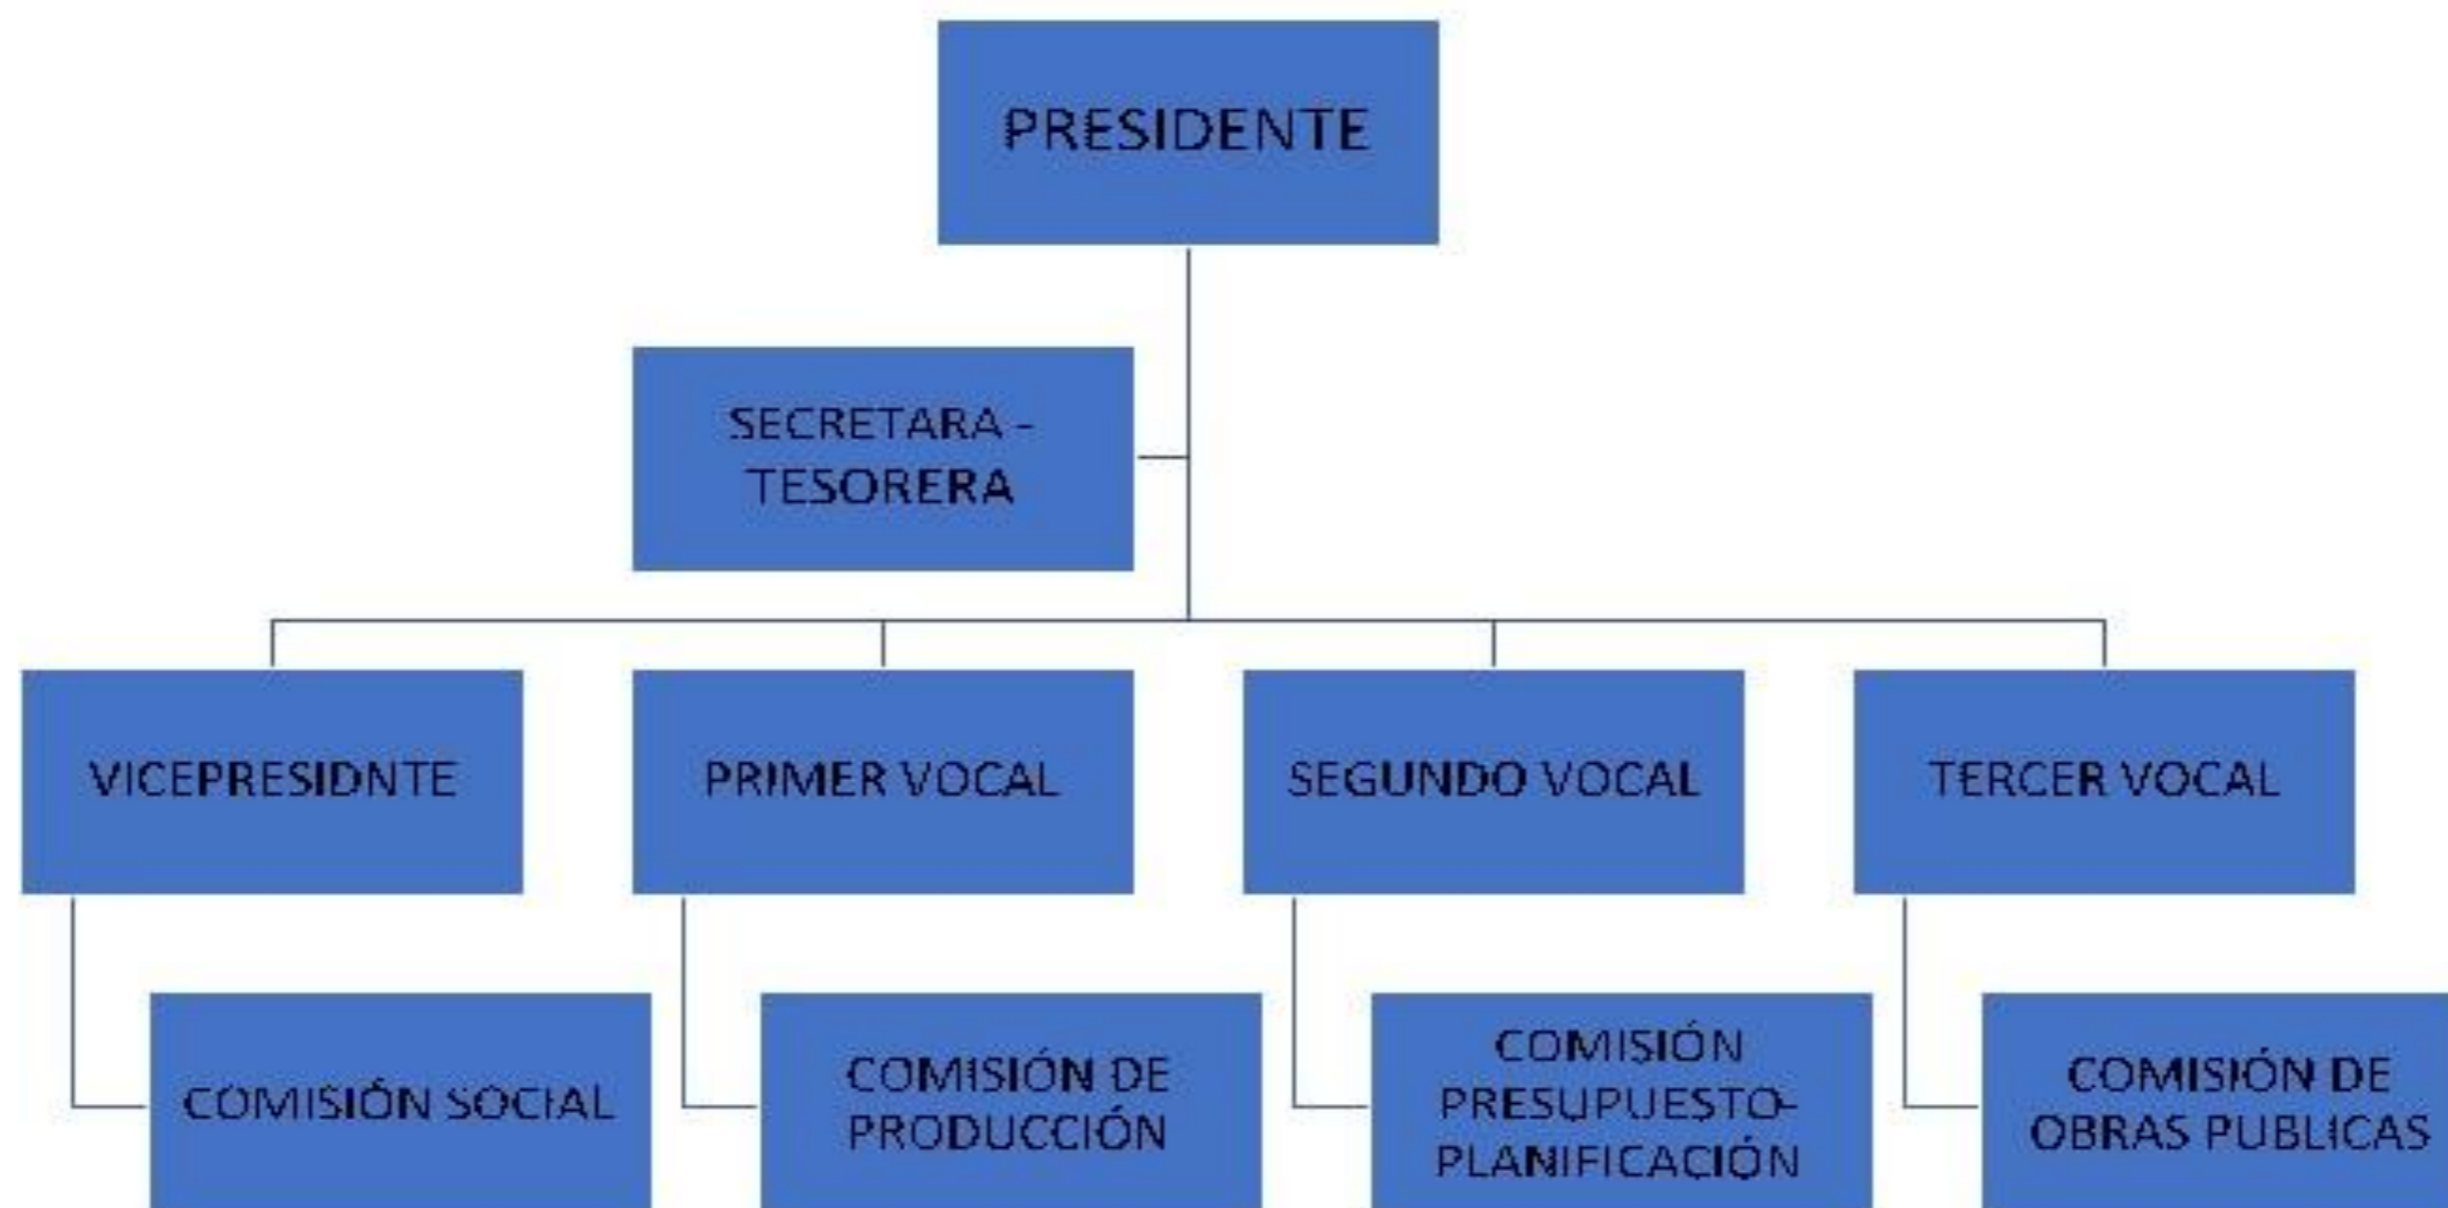 PRESIDENTE
SECRETARA -
TESORERA
VICEPRESIDNTE
PRIMER VOCAL
SEGUNDO VOCAL
TERCER VOCAL
COMISIÓN SOCIAL
COMISIÓN DE
PRODUCCIÓN
COMISIÓN
PRESUPUESTO-
PLANIFICACIÓN
COMISIÓN DE
OBRAS PUBLICAS